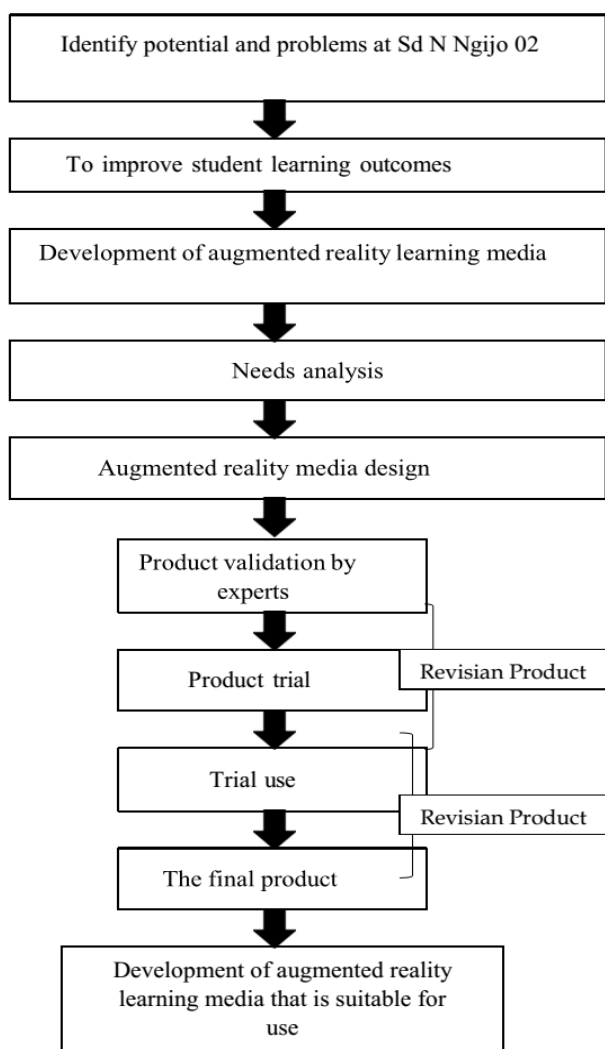 Identify potential and problems at Sd N Ngijo 02
To improve student learning outcomes
Development of augmented reality learning media
Needs analysis
Augmented reality media design
Product validation by
experts
Product trial
Revisian Product
Trial use
Revisian Product
The final product
Development of augmented reality
learning media that is suitable for
use